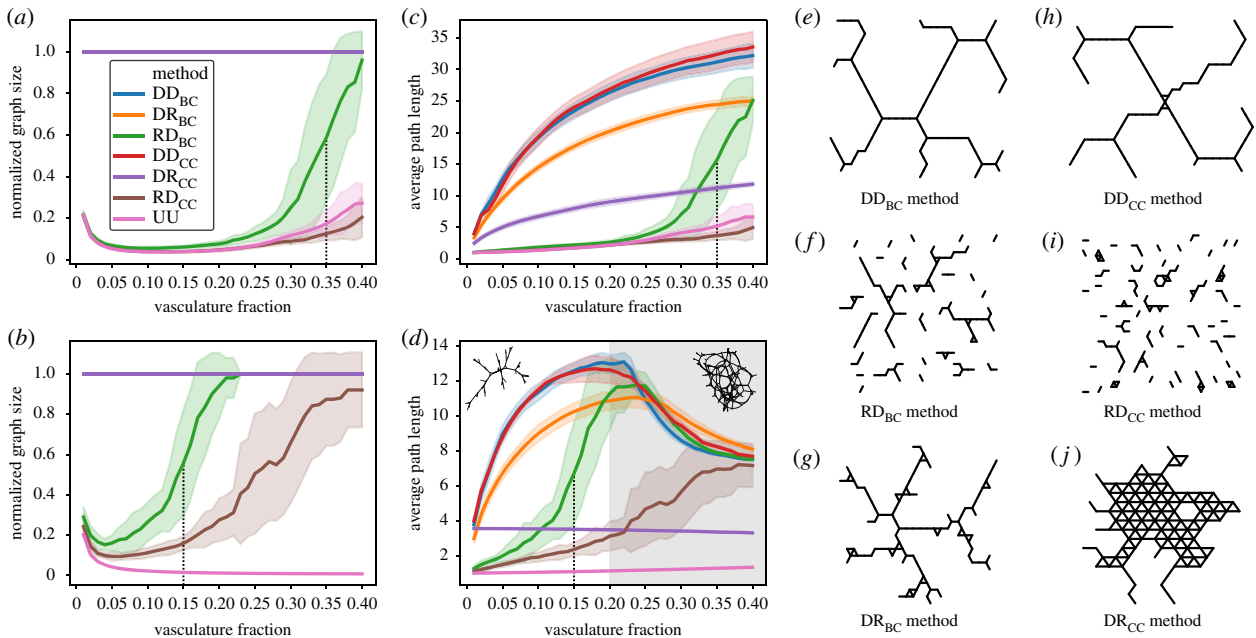 (a)
normalized graph size
1.0
0.8
0.6
0.4
0.2
0
method
DD_BC
DR_BC
RD_BC
DD_CC
DR_CC
RD_CC
UU
0 0.05 0.10 0.15 0.20 0.25 0.30 0.35 0.40
vasculature fraction
(b)
normalized graph size
1.0
0.8
0.6
0.4
0.2
0
0 0.05 0.10 0.15 0.20 0.25 0.30 0.35 0.40
vasculature fraction
(c)
average path length
35
30
25
20
15
10
5
0
0 0.05 0.10 0.15 0.20 0.25 0.30 0.35 0.40
vasculature fraction
(d)
average path length
14
12
10
8
6
4
2
0 0.05 0.10 0.15 0.20 0.25 0.30 0.35 0.40
vasculature fraction
(e)
DD_BC method
(f)
RD_BC method
(g)
DR_BC method
(h)
DD_CC method
(i)
RD_CC method
(j)
DR_CC method